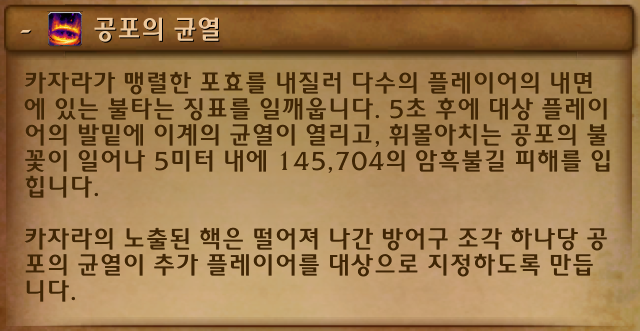 - 공포의 균열
카자라가 맹렬한 포효를 내질러 다수의 플레이어의 내면
에 있는 불타는 징표를 일깨웁니다. 5초 후에 대상 플레이
어의 발밑에 이계의 균열이 열리고, 휘몰아치는 공포의 불
꽃이 일어나 5미터 내에 145,704의 암흑불길 피해를 입
힙니다.
카자라의 노출된 핵은 떨어져 나간 방어구 조각 하나당 공
포의 균열이 추가 플레이어를 대상으로 지정하도록 만듭
니다.